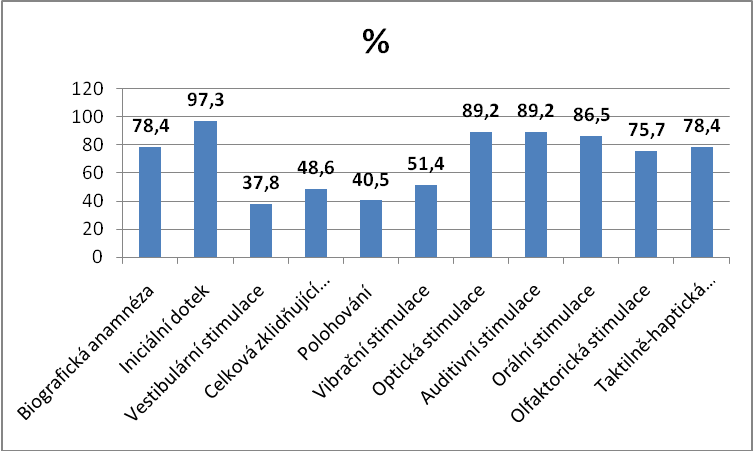 %
120
100
80
60
40
20
0
78,4
97,3
37,8
48,6
40,5
51,4
89,2
89,2
86,5
75,7
78,4
Biografická anamnéza
Iniciální dotek
Vestibulární stimulace
Celková zklidňující...
Polohování
Vibrační stimulace
Optická stimulace
Auditivní stimulace
Orální stimulace
Olfaktorická stimulace
Taktilně-haptická...